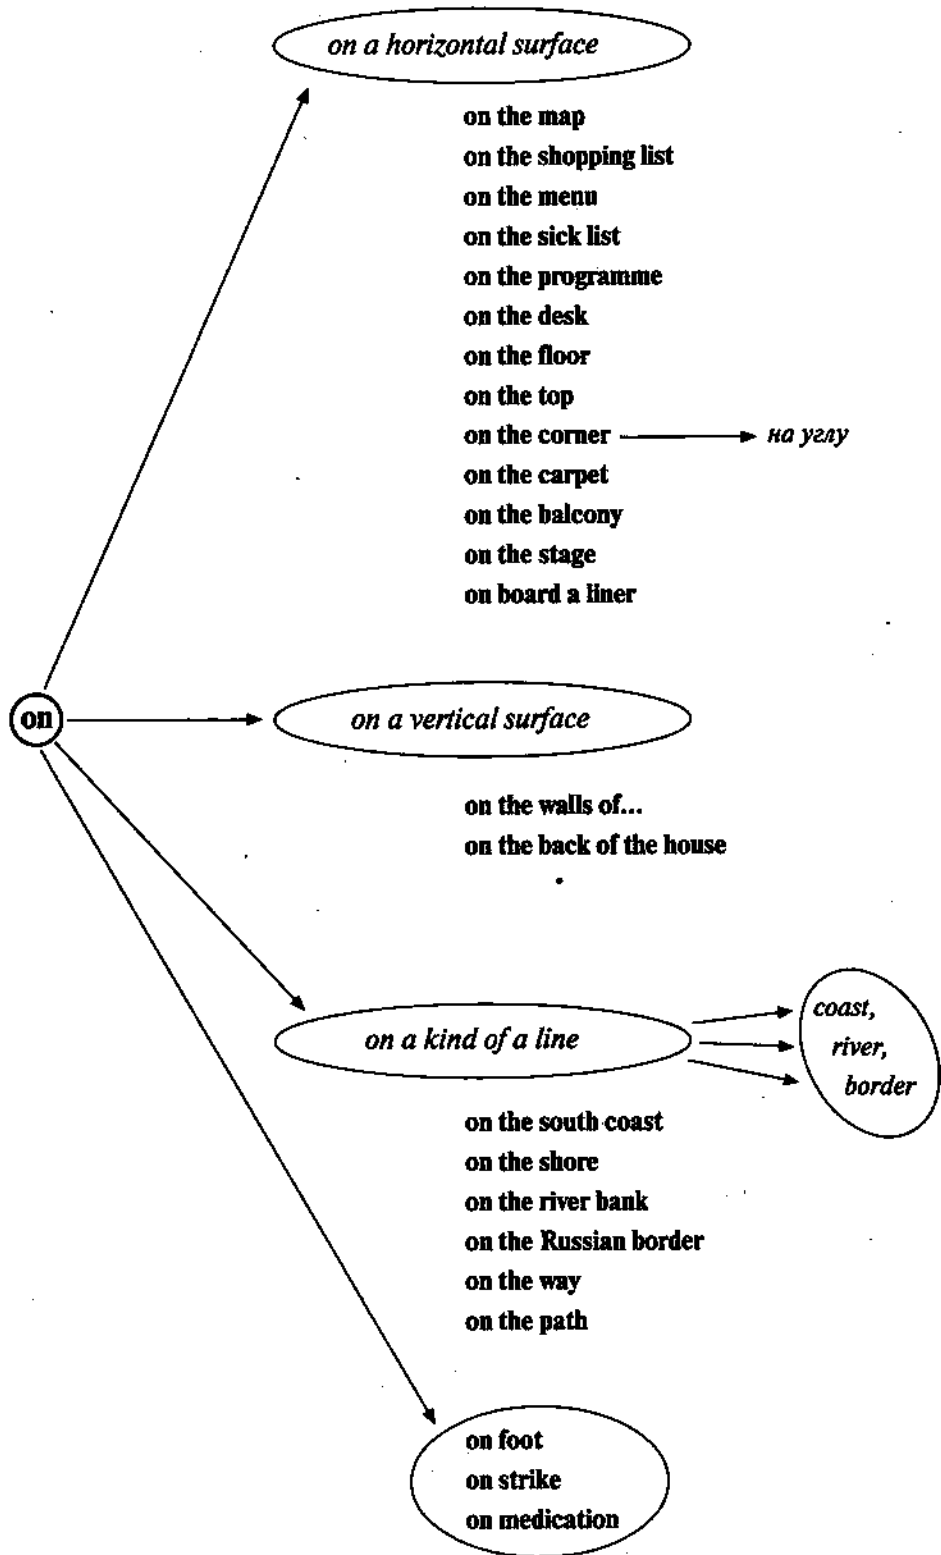 on a horizontal surface
on the map
on the shopping list
on the menu
on the sick list
on the programme
on the desk
on the floor
on the top
on the corner на углу
on the carpet
on the balcony
on the stage
on board a liner
on on a vertical surface
on the walls of...
on the back of the house
coast,
on a kind of a line river,
border
on the south coast
on the shore
on the river bank
on the Russian border
on the way
on the path
on foot
on strike
on medication